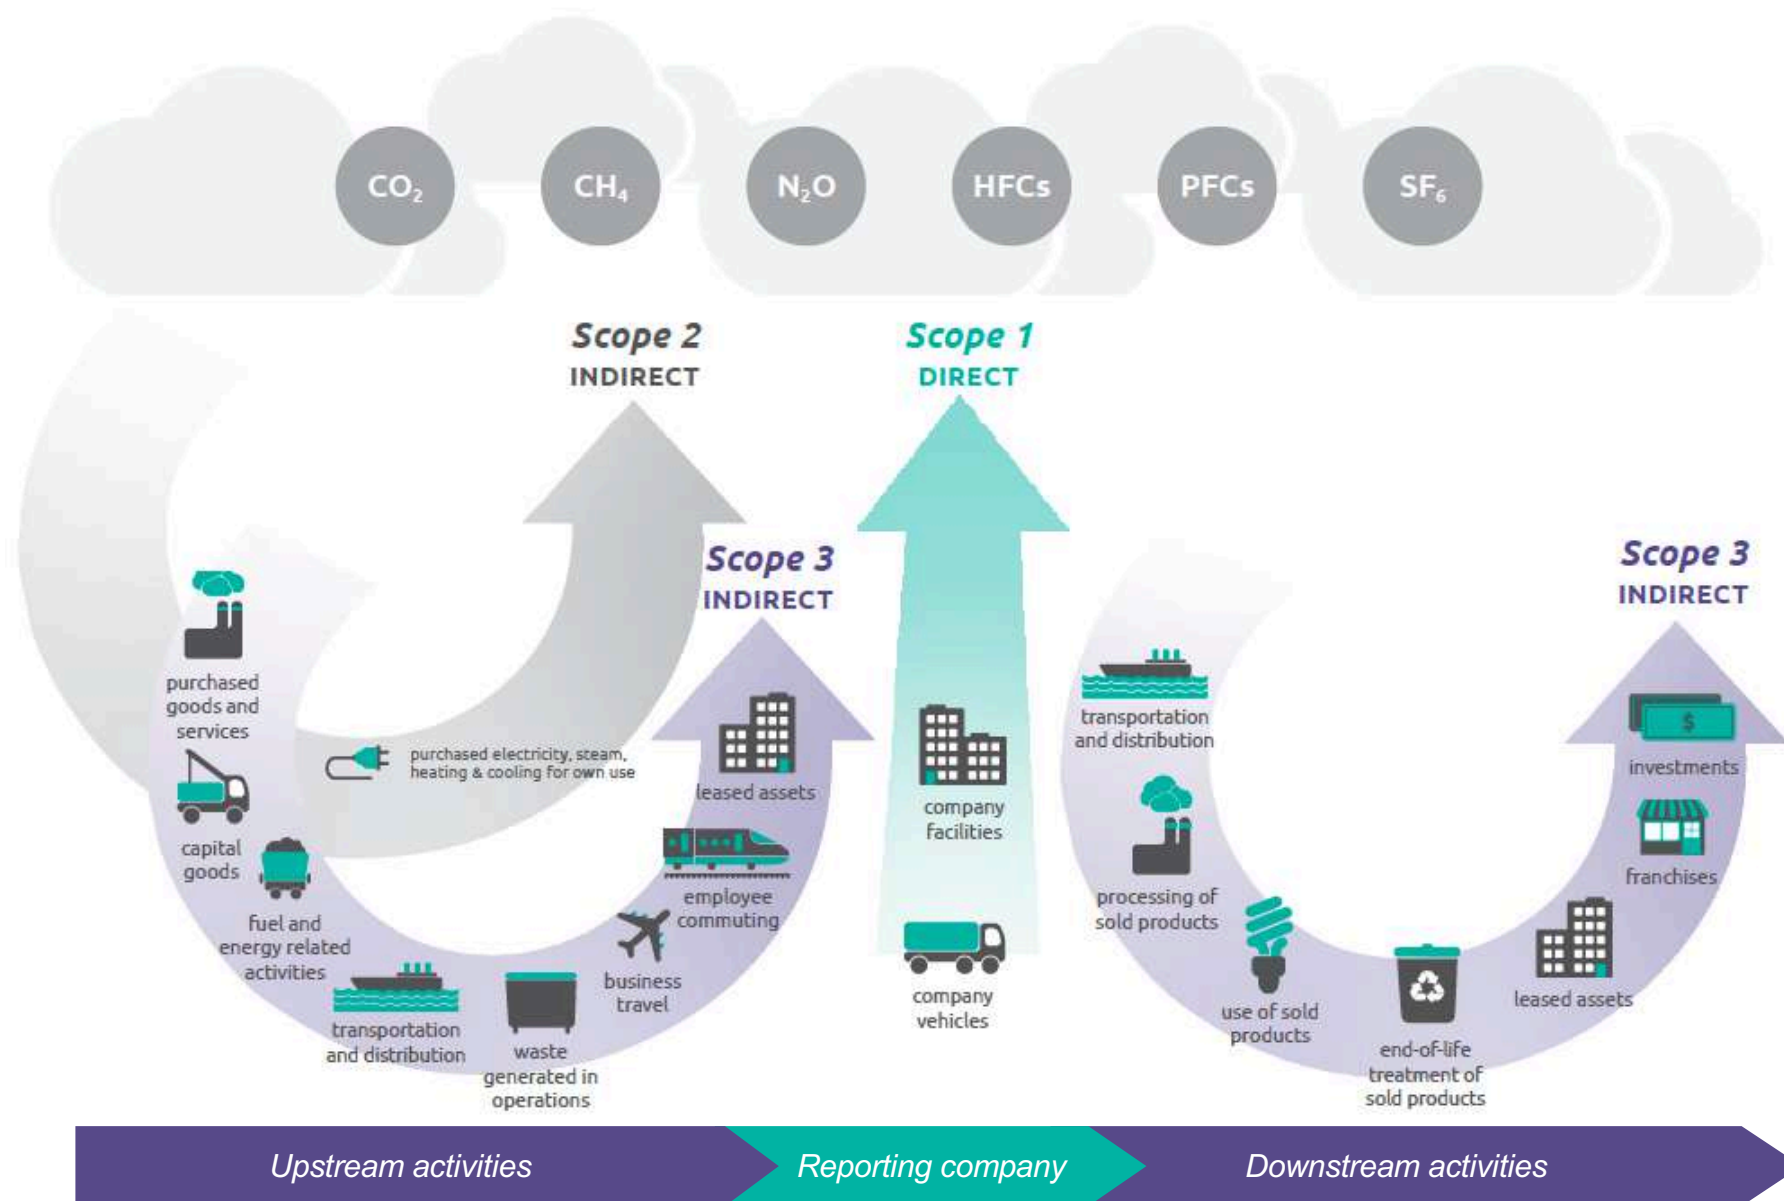 CO₂
CH₄
N₂O
HFCs
PFCs
SF₆
Scope 2
INDIRECT
Scope 1
DIRECT
Scope 3
INDIRECT
Scope 3
INDIRECT
purchased
goods and
services
capital
goods
fuel and
energy related
activities
purchased electricity, steam,
heating & cooling for own use
transportation
and distribution
waste
generated in
operations
business
travel
employee
commuting
leased assets
company
facilities
company
vehicles
transportation
and distribution
processing of
sold products
use of sold
products
end-of-life
treatment of
sold products
leased assets
franchises
$
investments
Upstream activities
Reporting company
Downstream activities